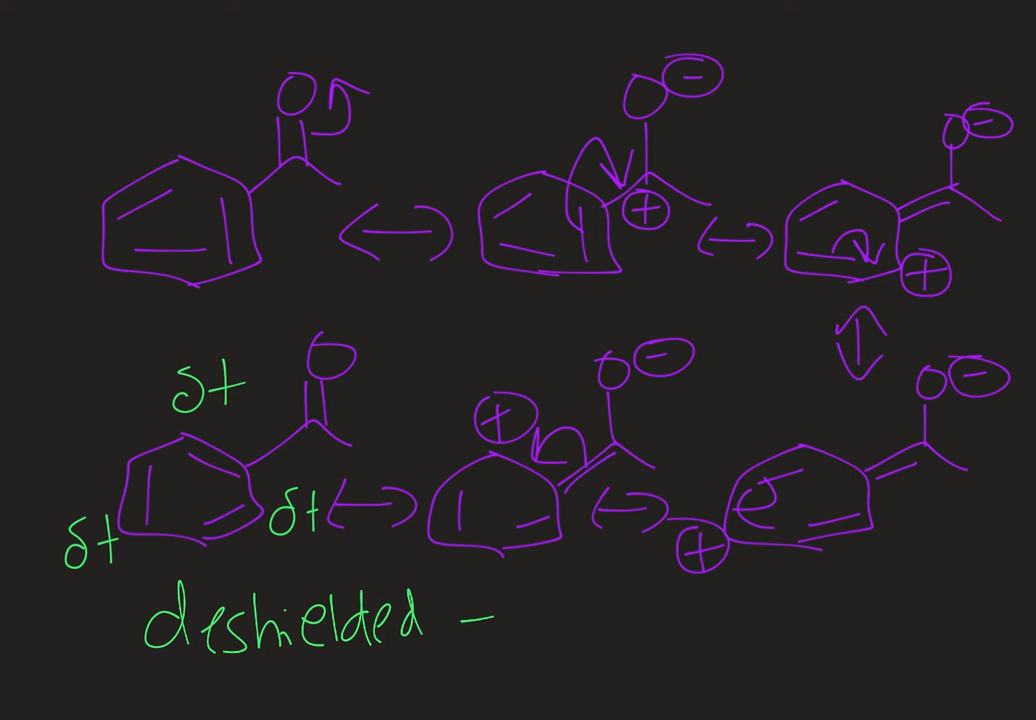 O
O −
O −
+
+
δ+
O
+
O −
O −
δ+
δ+
+
deshielded -